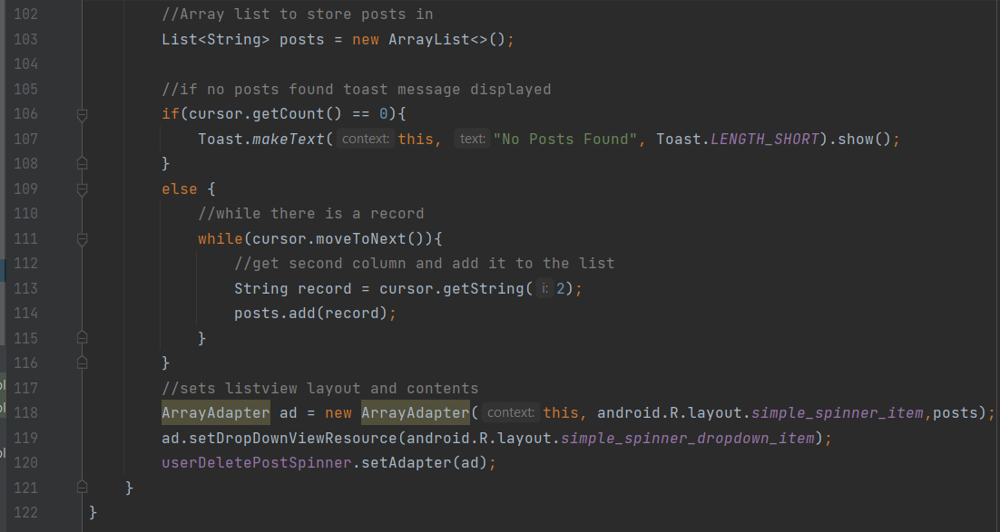 102 //Array list to store posts in
103 List<String> posts = new ArrayList<>();
104
105 //if no posts found toast message displayed
106 if(cursor.getCount() == 0){
107 Toast.makeText( context: this, text: "No Posts Found", Toast.LENGTH_SHORT).show();
108 }
109 else {
110 //while there is a record
111 while(cursor.moveToNext()){
112 //get second column and add it to the list
113 String record = cursor.getString( i: 2);
114 posts.add(record);
115 }
116 }
117 //sets listview layout and contents
118 ArrayAdapter ad = new ArrayAdapter( context: this, android.R.layout.simple_spinner_item,posts);
119 ad.setDropDownViewResource(android.R.layout.simple_spinner_dropdown_item);
120 userDeletePostSpinner.setAdapter(ad);
121 }
122 }